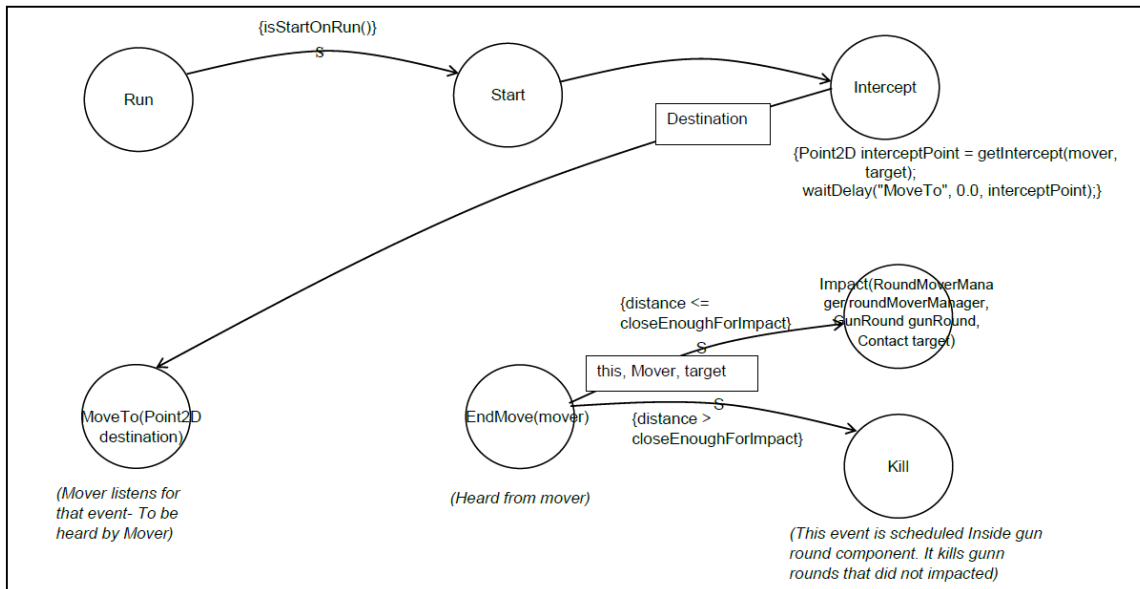 {isStartOnRun()}
S
Run
Start
Intercept
Destination
{Point2D interceptPoint = getIntercept(mover,
target);
waitDelay("MoveTo", 0.0, interceptPoint);}
Impact(RoundMoverMana
ger roundMoverManager,
GunRound gunRound,
Contact target)
{distance <=
closeEnoughForImpact}
S
this, Mover, target
MoveTo(Point2D
destination)
EndMove(mover)
S
{distance >
closeEnoughForImpact}
Kill
(Mover listens for
that event- To be
heard by Mover)
(Heard from mover)
(This event is scheduled Inside gun
round component. It kills gunn
rounds that did not impacted)